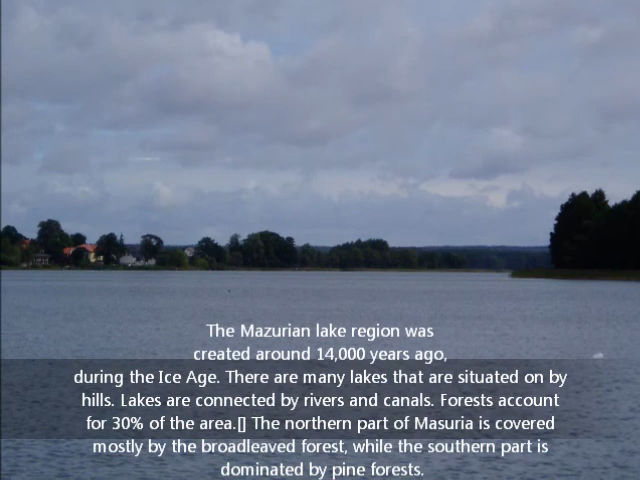 The Mazurian lake region was
created around 14,000 years ago,
during the Ice Age. There are many lakes that are situated on by
hills. Lakes are connected by rivers and canals. Forests account
for 30% of the area.[] The northern part of Masuria is covered
mostly by the broadleaved forest, while the southern part is
dominated by pine forests.